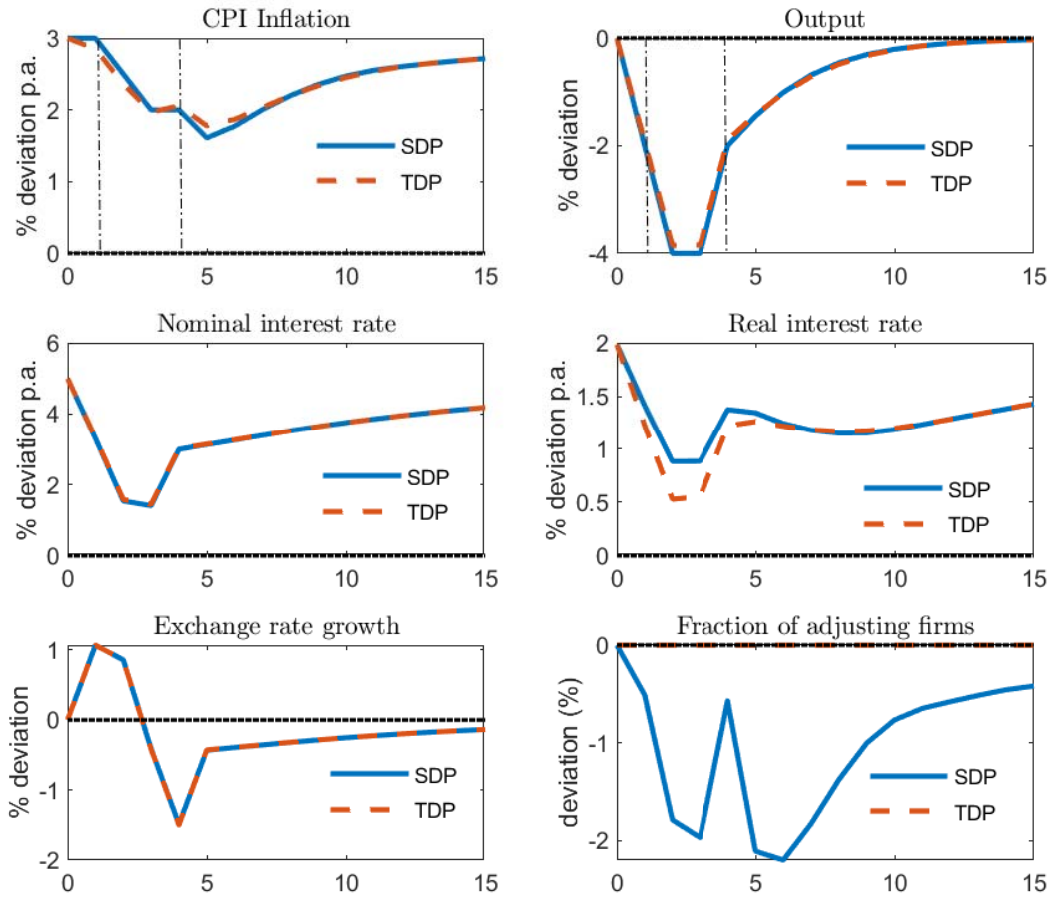 CPI Inflation
% deviation p.a.
3
2
1
0
SDP
TDP
0 5 10 15
Output
% deviation
0
-2
-4
SDP
TDP
0 5 10 15
Nominal interest rate
% deviation p.a.
6
4
2
0
SDP
TDP
0 5 10 15
Real interest rate
% deviation p.a.
2
1.5
1
0.5
0
SDP
TDP
0 5 10 15
Exchange rate growth
% deviation
1
0
-1
-2
SDP
TDP
0 5 10 15
Fraction of adjusting firms
deviation (%)
0
-1
-2
SDP
TDP
0 5 10 15